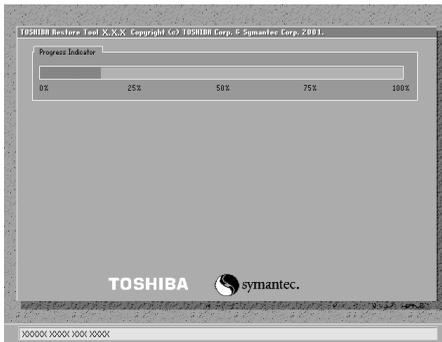 TOSHIBA Restore Tool X.X.X Copyright (c) TOSHIBA Corp. & Symantec Corp. 2001.
Progress Indicator
0% 25% 50% 75% 100%
TOSHIBA symantec.
XXXXX XXXX XXX XXXX